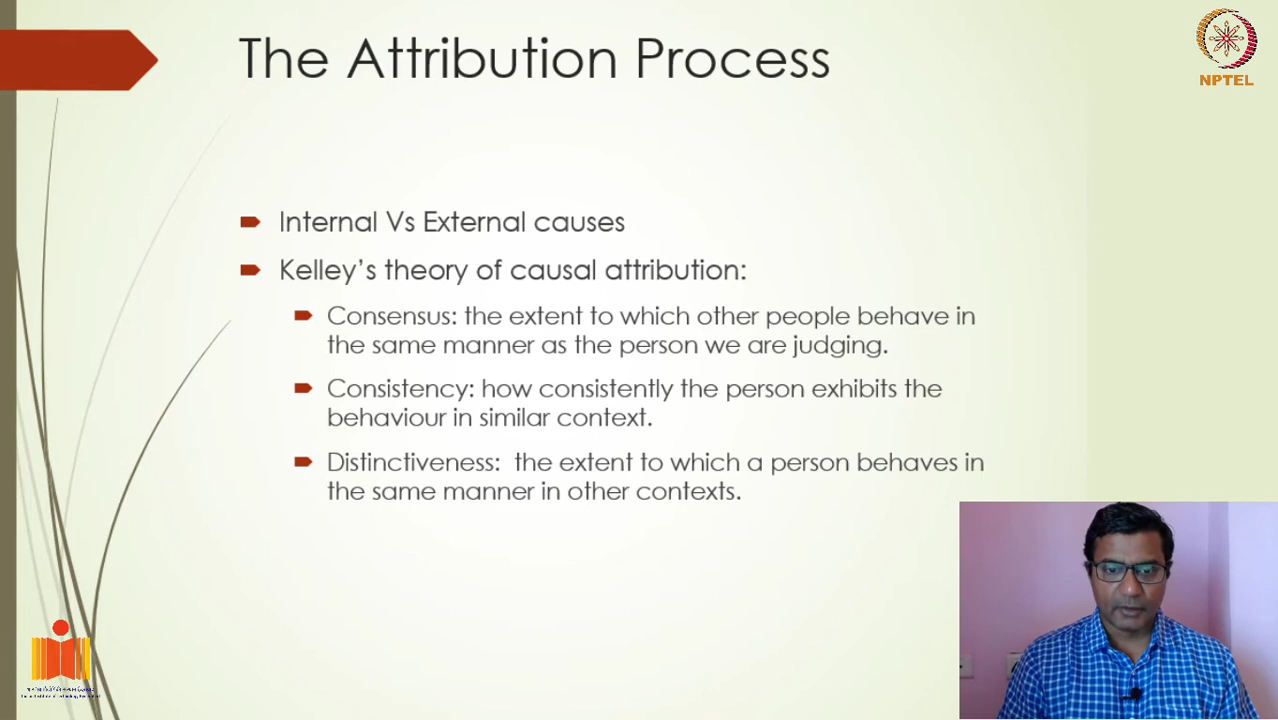 The Attribution Process
NPTEL
Internal Vs External causes
Kelley's theory of causal attribution:
Consensus: the extent to which other people behave in
the same manner as the person we are judging.
Consistency: how consistently the person exhibits the
behaviour in similar context.
Distinctiveness: the extent to which a person behaves in
the same manner in other contexts.